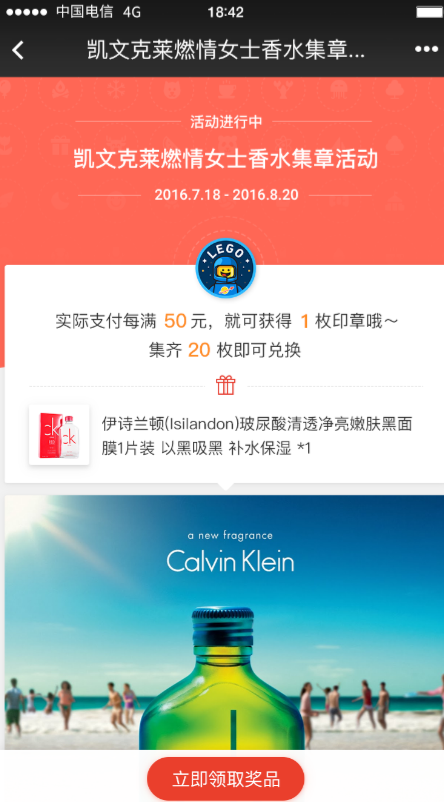 中国电信 4G 18:42
凯文克莱燃情女士香水集章...
活动进行中
凯文克莱燃情女士香水集章活动
2016.7.18 - 2016.8.20
LEGO
实际支付每满 50 元，就可获得 1 枚印章哦～
集齐 20 枚即可兑换
ck
伊诗兰顿(Isilandon)玻尿酸清透净亮嫩肤黑面
膜1片装 以黑吸黑 补水保湿 *1
a new fragrance
Calvin Klein
立即领取奖品